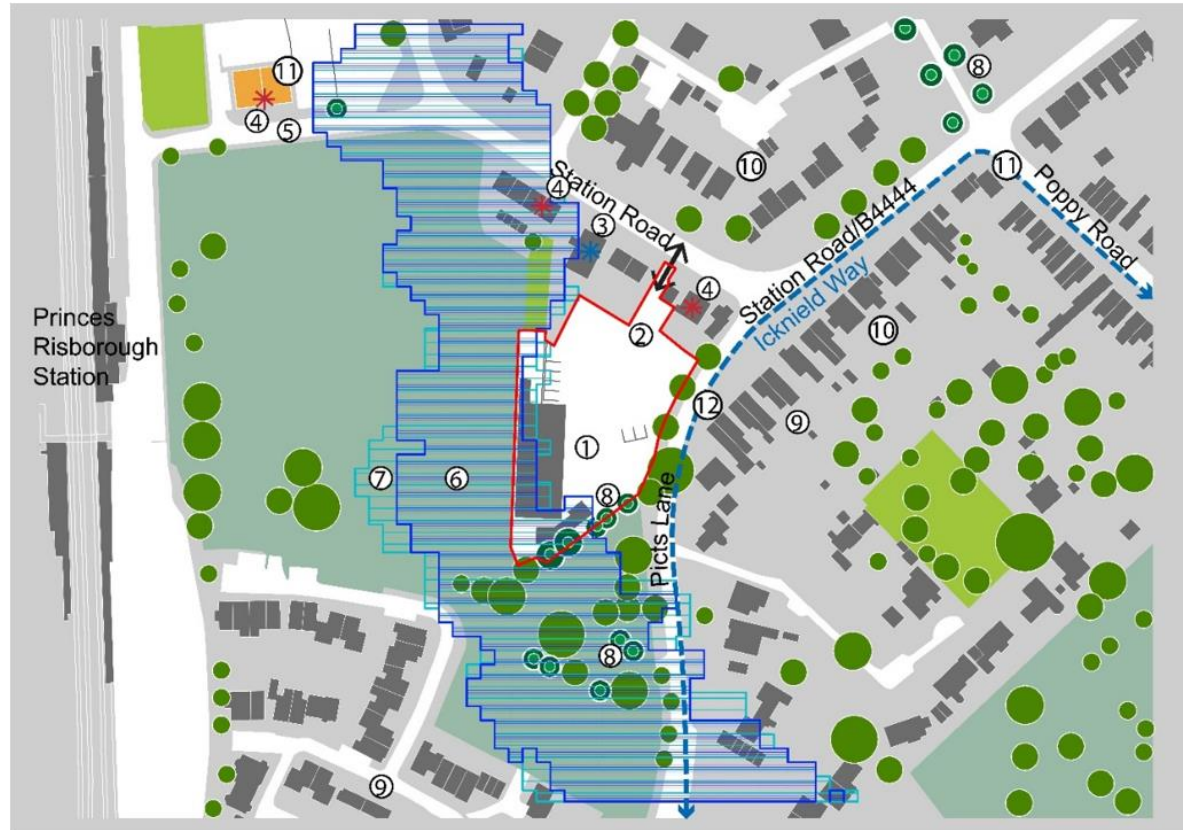 11
8
4
5
10
11
4
Station Road
Poppy Road
3
Station Road/B4444
4
Icknield Way
Princes
Risborough
Station
2
10
12
9
1
7
6
8
Picts Lane
8
9